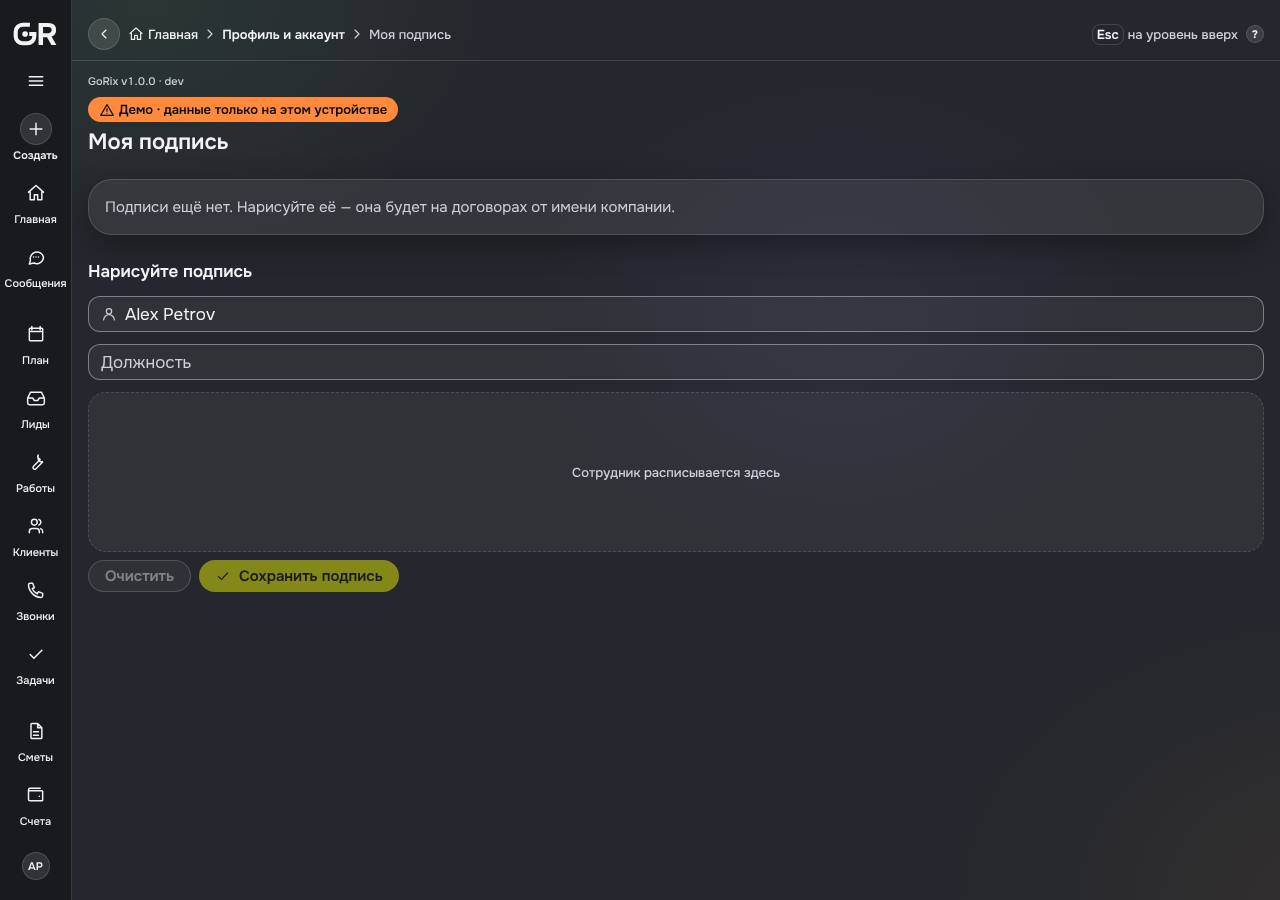 GR
Главная
Профиль и аккаунт
Моя подпись
Esc на уровень вверх ?
GoRix v1.0.0 · dev
Демо · данные только на этом устройстве
Моя подпись
Подписи ещё нет. Нарисуйте её — она будет на договорах от имени компании.
Нарисуйте подпись
Alex Petrov
Должность
Сотрудник расписывается здесь
Очистить
Сохранить подпись
Создать
Главная
Сообщения
План
Лиды
Работы
Клиенты
Звонки
Задачи
Сметы
Счета
AP